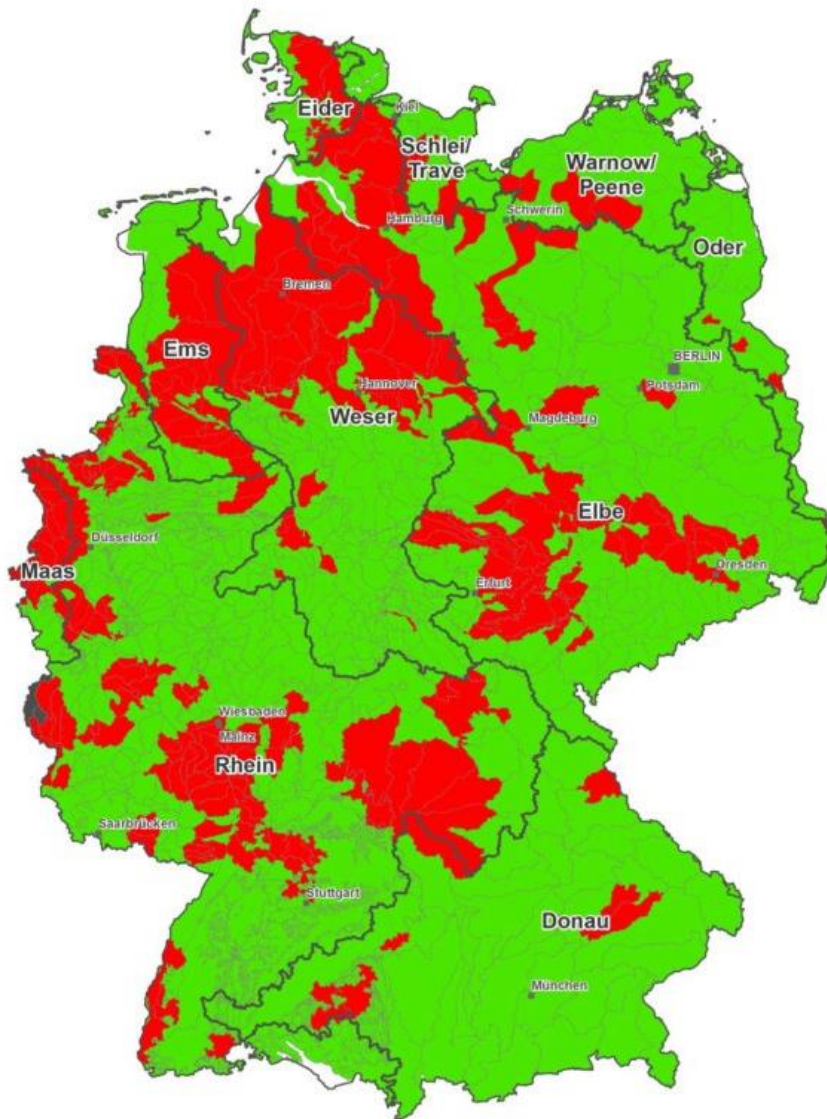 Eider
Kiel
Schlei/
Trave
Warnow/
Peene
Schwerin
Hamburg
Oder
Bremen
Ems
BERLIN
Potsdam
Hannover
Weser
Magdeburg
Elbe
Düsseldorf
Maas
Dresden
Erfurt
Wiesbaden
Mainz
Rhein
Saarbrücken
Stuttgart
Donau
München